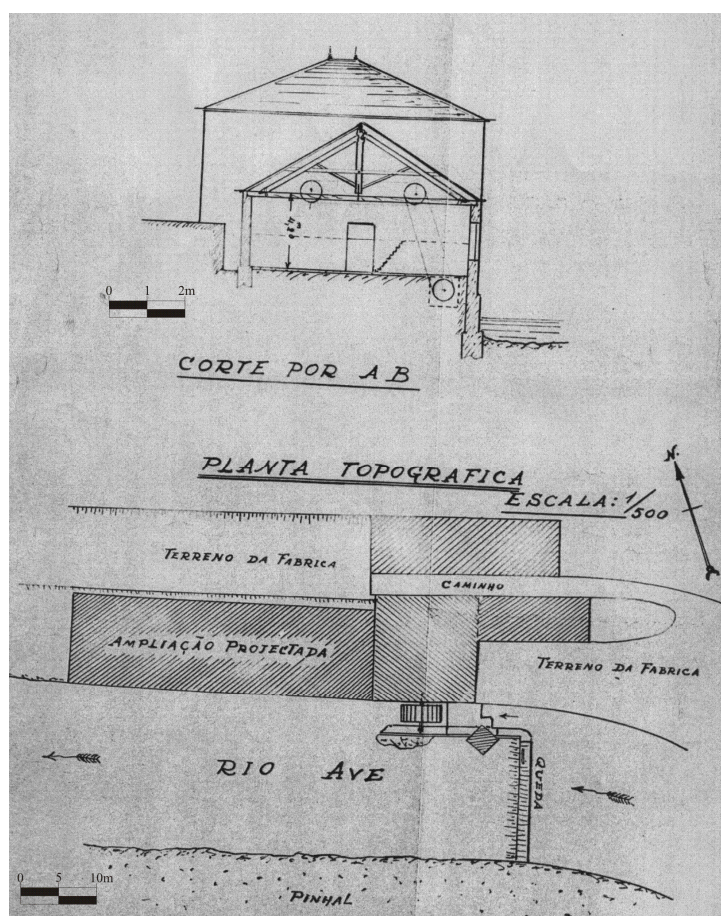 0 1 2m
CORTE POR A B
PLANTA TOPOGRAFICA
ESCALA: 1/500
N.
TERRENO DA FABRICA
CAMINHO
AMPLIAÇÃO PROJECTADA
TERRENO DA FABRICA
RIO AVE
QUEDA
0 5 10m
PINHAL